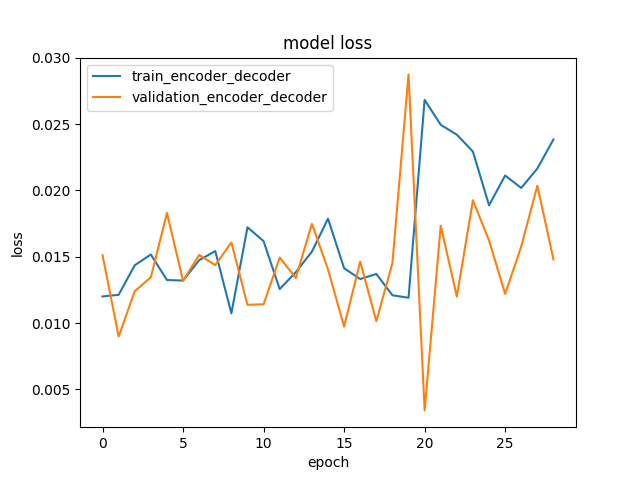 model loss
train_encoder_decoder
validation_encoder_decoder
0.030
0.025
0.020
0.015
0.010
0.005
loss
0 5 10 15 20 25
epoch